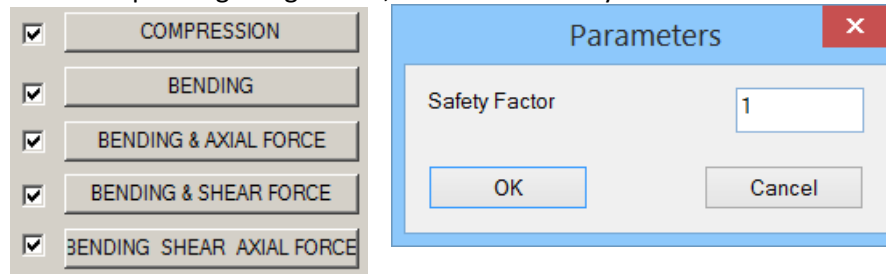 COMPRESSION
BENDING
BENDING & AXIAL FORCE
BENDING & SHEAR FORCE
BENDING SHEAR AXIAL FORCE
Parameters
x
Safety Factor
1
OK
Cancel